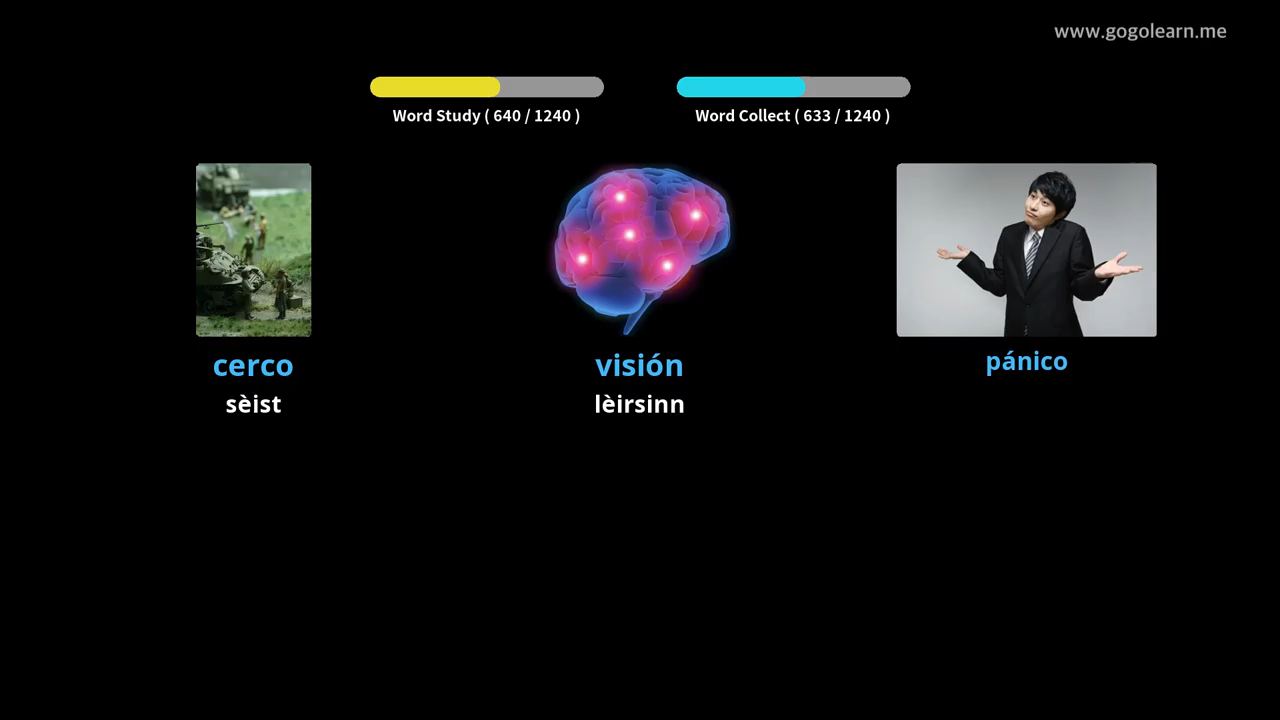 www.gogolearn.me
Word Study ( 640 / 1240 )
Word Collect ( 633 / 1240 )
cerco
sèist
visión
lèirsinn
pánico